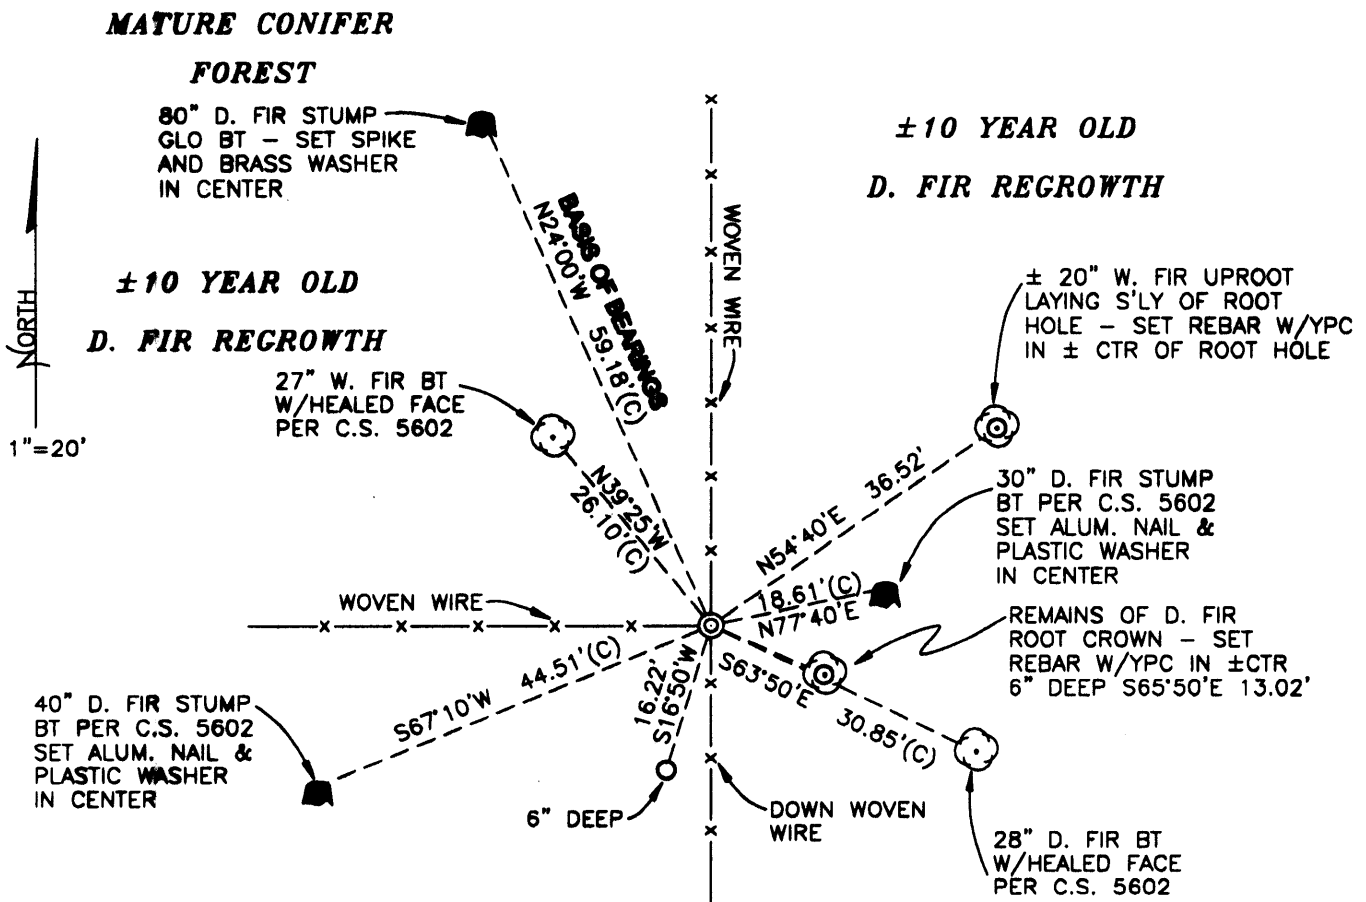 MATURE CONIFER
FOREST
80" D. FIR STUMP
GLO BT – SET SPIKE
AND BRASS WASHER
IN CENTER
±10 YEAR OLD
D. FIR REGROWTH
NORTH
1"=20'
±10 YEAR OLD
D. FIR REGROWTH
BASIS OF BEARINGS
N24°00'W 59.18'(C)
WOVEN WIRE
± 20" W. FIR UPROOT
LAYING S'LY OF ROOT
HOLE – SET REBAR W/YPC
IN ± CTR OF ROOT HOLE
27" W. FIR BT
W/HEALED FACE
PER C.S. 5602
N39°25'W
26.10'(C)
N54°40'E 36.52'
30" D. FIR STUMP
BT PER C.S. 5602
SET ALUM. NAIL &
PLASTIC WASHER
IN CENTER
18.61'(C)
N77°40'E
WOVEN WIRE
REMAINS OF D. FIR
ROOT CROWN – SET
REBAR W/YPC IN ±CTR
6" DEEP S65°50'E 13.02'
S63°50'E 30.85'(C)
S67°10'W 44.51'(C)
16.22'
S16°50'W
40" D. FIR STUMP
BT PER C.S. 5602
SET ALUM. NAIL &
PLASTIC WASHER
IN CENTER
6" DEEP
DOWN WOVEN
WIRE
28" D. FIR BT
W/HEALED FACE
PER C.S. 5602